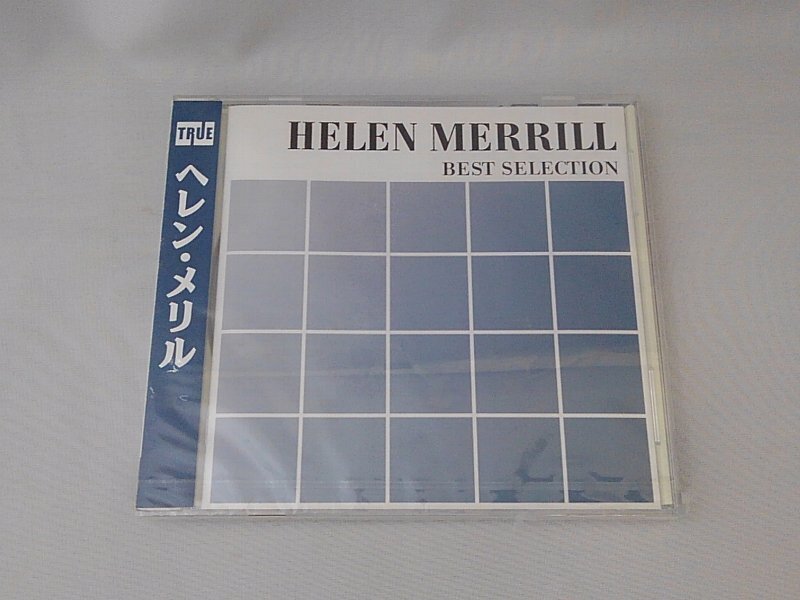 TRUE
ヘレン・メリル
HELEN MERRILL
BEST SELECTION